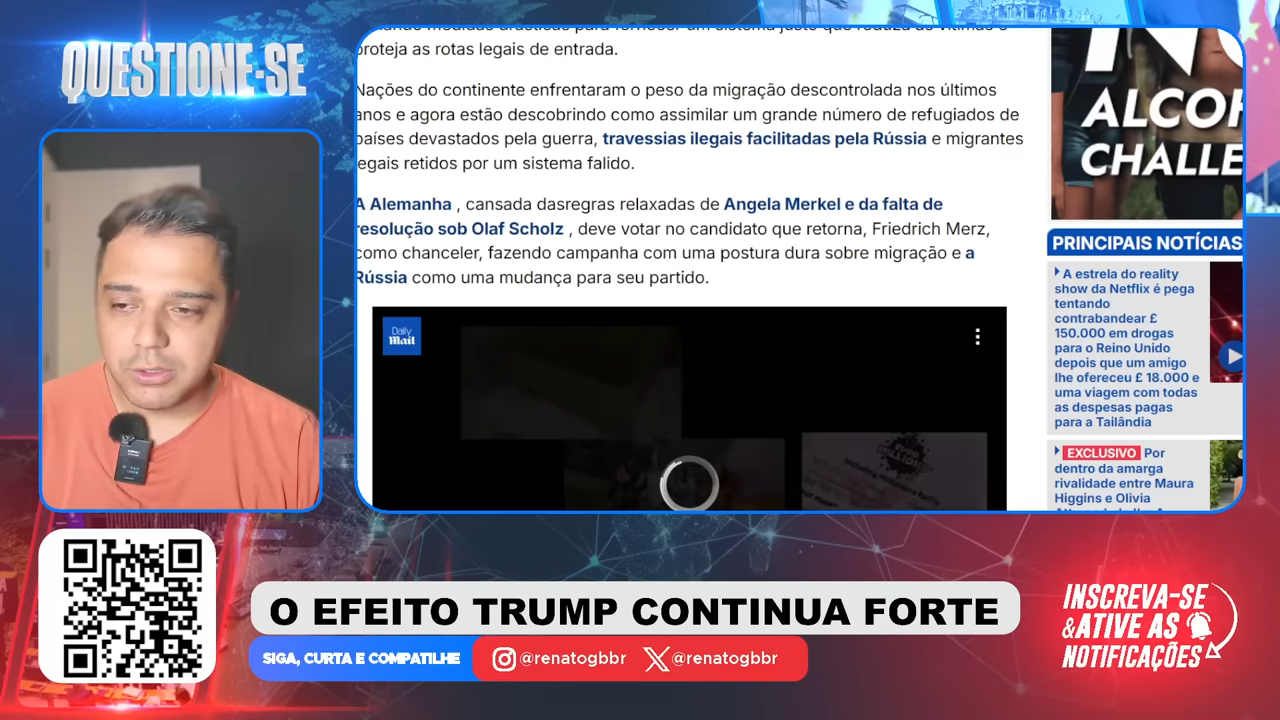 QUESTIONE-SE
proteja as rotas legais de entrada.
Nações do continente enfrentaram o peso da migração descontrolada nos últimos
anos e agora estão descobrindo como assimilar um grande número de refugiados de
países devastados pela guerra, travessias ilegais facilitadas pela Rússia e migrantes
legais retidos por um sistema falido.
A Alemanha , cansada dasregras relaxadas de Angela Merkel e da falta de
resolução sob Olaf Scholz , deve votar no candidato que retorna, Friedrich Merz,
como chanceler, fazendo campanha com uma postura dura sobre migração e a
Rússia como uma mudança para seu partido.
Daily
Mail
ALCOH
CHALLE
PRINCIPAIS NOTÍCIAS
A estrela do reality
show da Netflix é pega
tentando
contrabandear £
150.000 em drogas
para o Reino Unido
depois que um amigo
lhe ofereceu £ 18.000 e
uma viagem com todas
as despesas pagas
para a Tailândia
EXCLUSIVO Por
dentro da amarga
rivalidade entre Maura
Higgins e Olivia
O EFEITO TRUMP CONTINUA FORTE
SIGA, CURTA E COMPATILHE
@renatogbbr
@renatogbbr
INSCREVA-SE
&ATIVE AS
NOTIFICAÇÕES